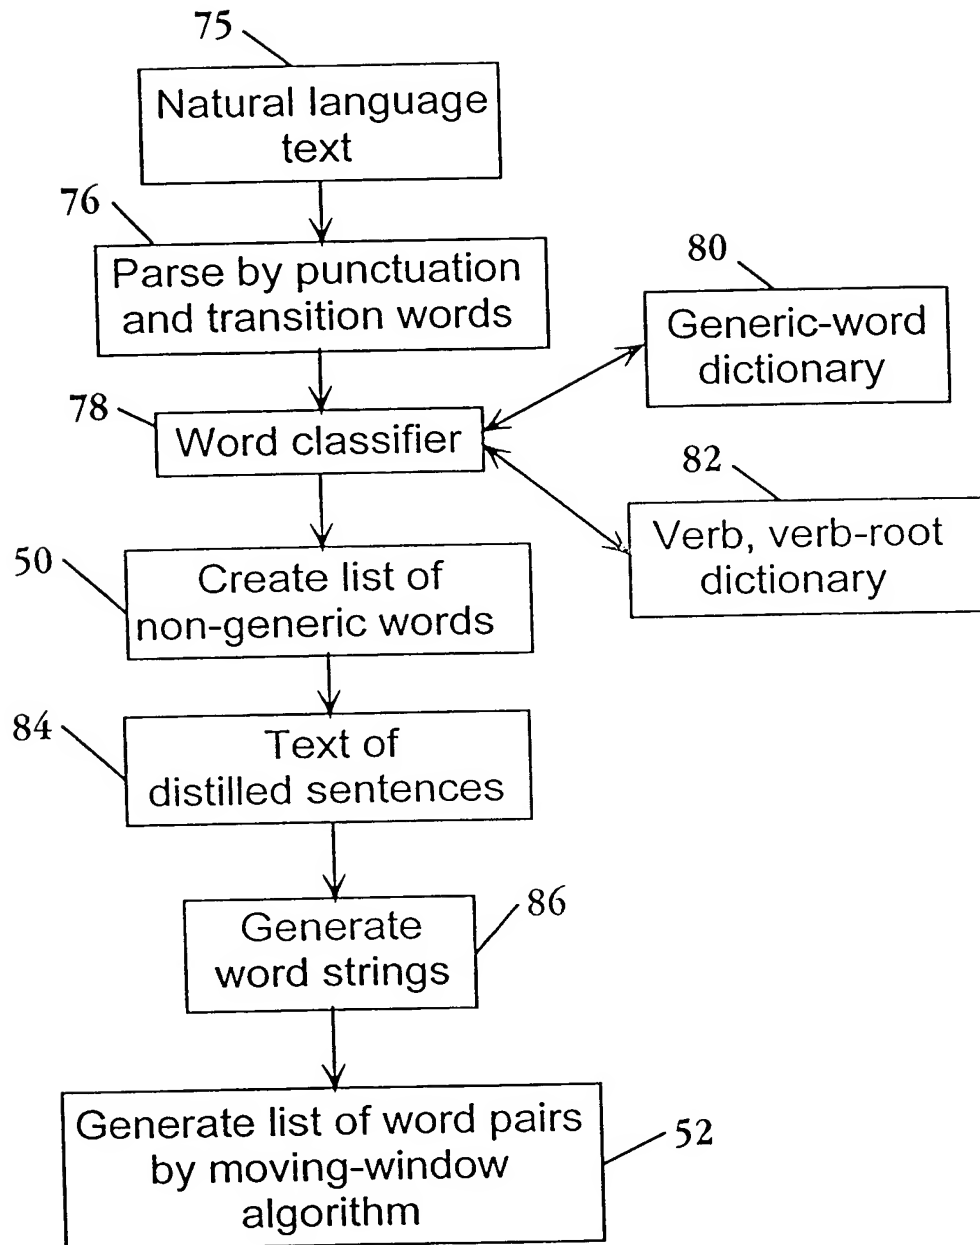 75
Natural language
text
76
Parse by punctuation
and transition words
80
Generic-word
dictionary
78
Word classifier
82
Verb, verb-root
dictionary
50
Create list of
non-generic words
84
Text of
distilled sentences
86
Generate
word strings
Generate list of word pairs
by moving-window
algorithm
52